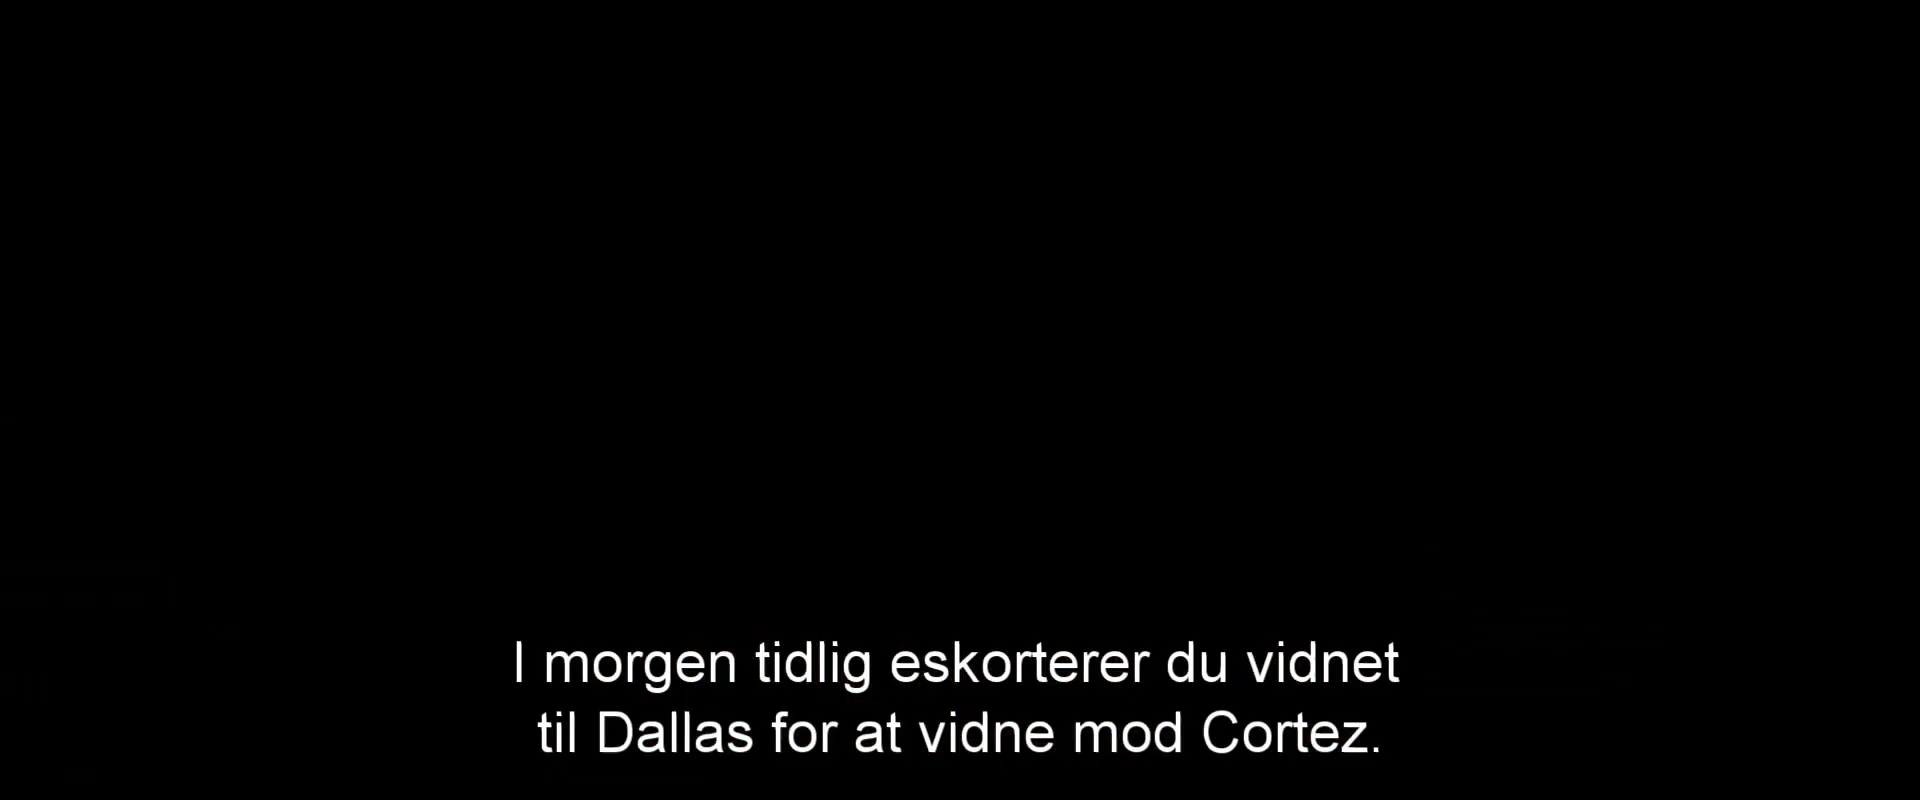 I morgen tidlig eskorterer du vidnet
til Dallas for at vidne mod Cortez.